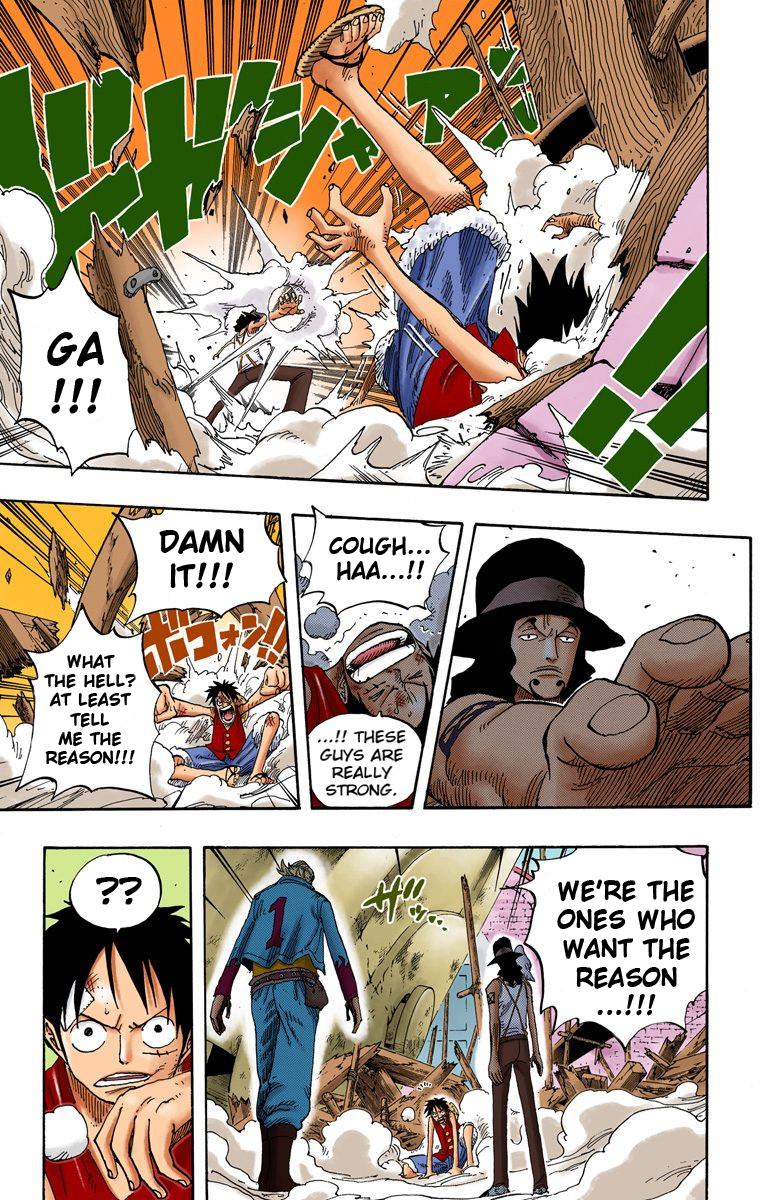 ドガシャアン
!!
GA
!!!
COUGH...
HAA...!!
...!! THESE
GUYS ARE
REALLY
STRONG.
DAMN
IT!!!
ボコォン!!
WHAT
THE HELL?
AT LEAST
TELL
ME THE
REASON!!!
WE'RE THE
ONES WHO
WANT THE
REASON
...!!!
ザッ...
1
!!!!
??